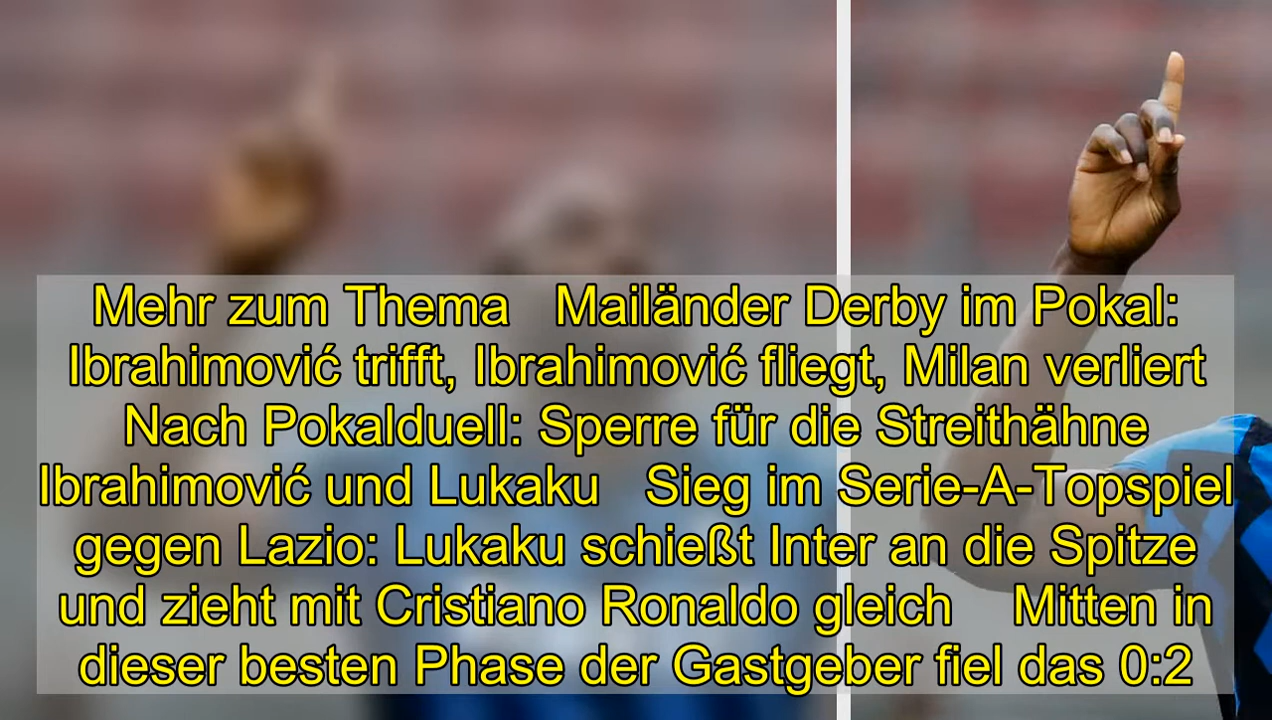 Mehr zum Thema Mailänder Derby im Pokal:
Ibrahimović trifft, Ibrahimović fliegt, Milan verliert
Nach Pokalduell: Sperre für die Streithähne
Ibrahimović und Lukaku Sieg im Serie-A-Topspiel
gegen Lazio: Lukaku schießt Inter an die Spitze
und zieht mit Cristiano Ronaldo gleich Mitten in
dieser besten Phase der Gastgeber fiel das 0:2